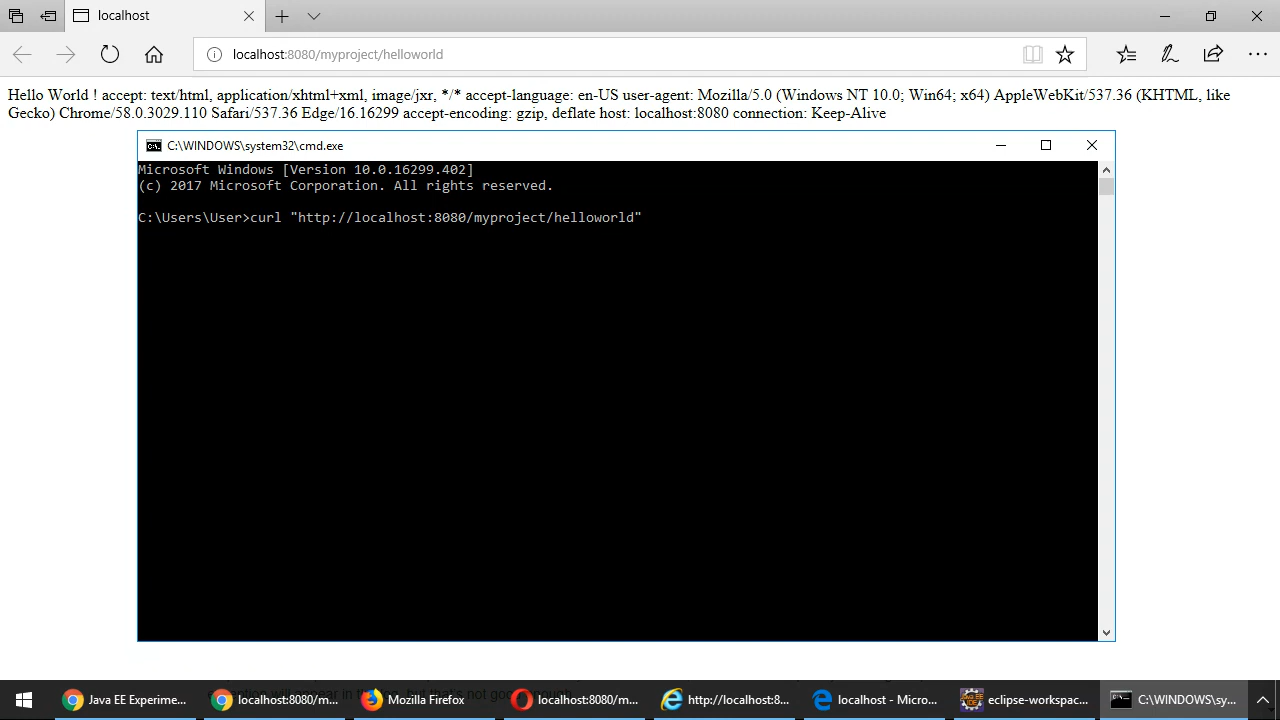 localhost
localhost:8080/myproject/helloworld
Hello World ! accept: text/html, application/xhtml+xml, image/jxr, */* accept-language: en-US user-agent: Mozilla/5.0 (Windows NT 10.0; Win64; x64) AppleWebKit/537.36 (KHTML, like
Gecko) Chrome/58.0.3029.110 Safari/537.36 Edge/16.16299 accept-encoding: gzip, deflate host: localhost:8080 connection: Keep-Alive
C:\WINDOWS\system32\cmd.exe
Microsoft Windows [Version 10.0.16299.402]
(c) 2017 Microsoft Corporation. All rights reserved.
C:\Users\User>curl "http://localhost:8080/myproject/helloworld"
Java EE Experime... localhost:8080/m... Mozilla Firefox localhost:8080/m... http://localhost:8... localhost - Micro... eclipse-workspac... C:\WINDOWS\sy...